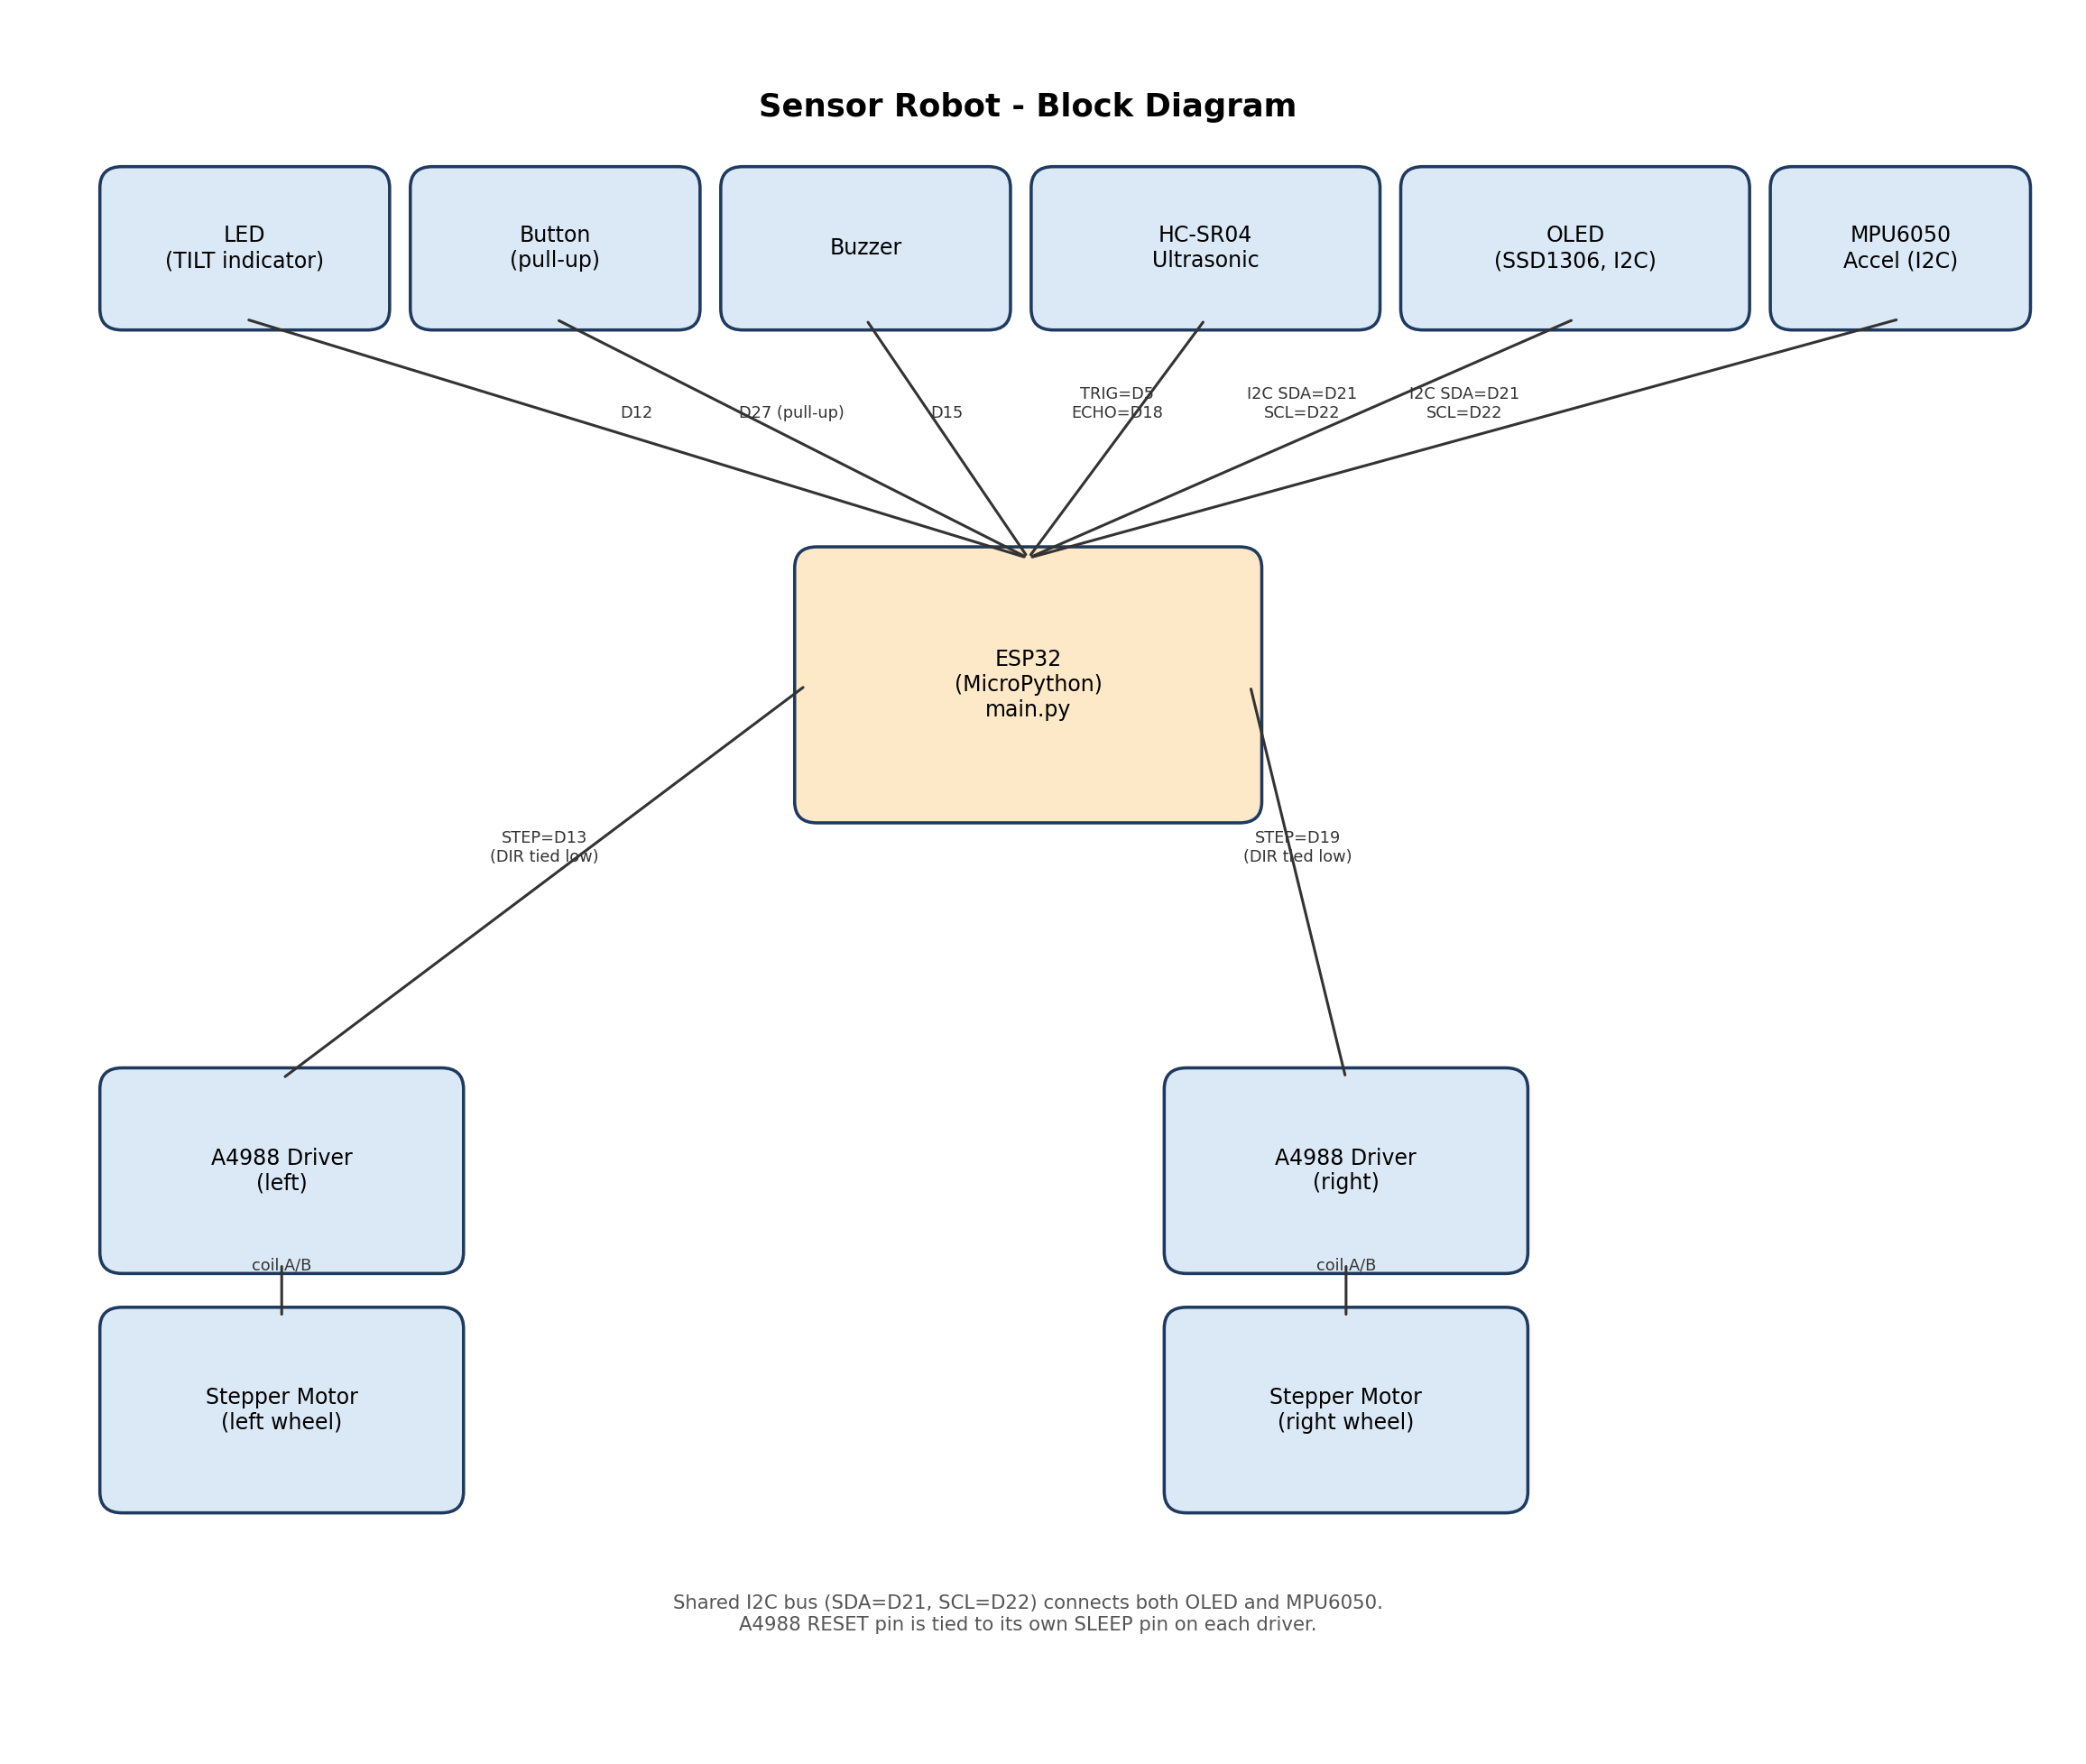 Sensor Robot - Block Diagram
LED
(TILT indicator)
Button
(pull-up)
Buzzer
HC-SR04
Ultrasonic
OLED
(SSD1306, I2C)
MPU6050
Accel (I2C)
D12
D27 (pull-up)
D15
TRIG=D5
ECHO=D18
I2C SDA=D21
SCL=D22
I2C SDA=D21
SCL=D22
ESP32
(MicroPython)
main.py
STEP=D13
(DIR tied low)
STEP=D19
(DIR tied low)
A4988 Driver
(left)
A4988 Driver
(right)
coil A/B
coil A/B
Stepper Motor
(left wheel)
Stepper Motor
(right wheel)
Shared I2C bus (SDA=D21, SCL=D22) connects both OLED and MPU6050.
A4988 RESET pin is tied to its own SLEEP pin on each driver.